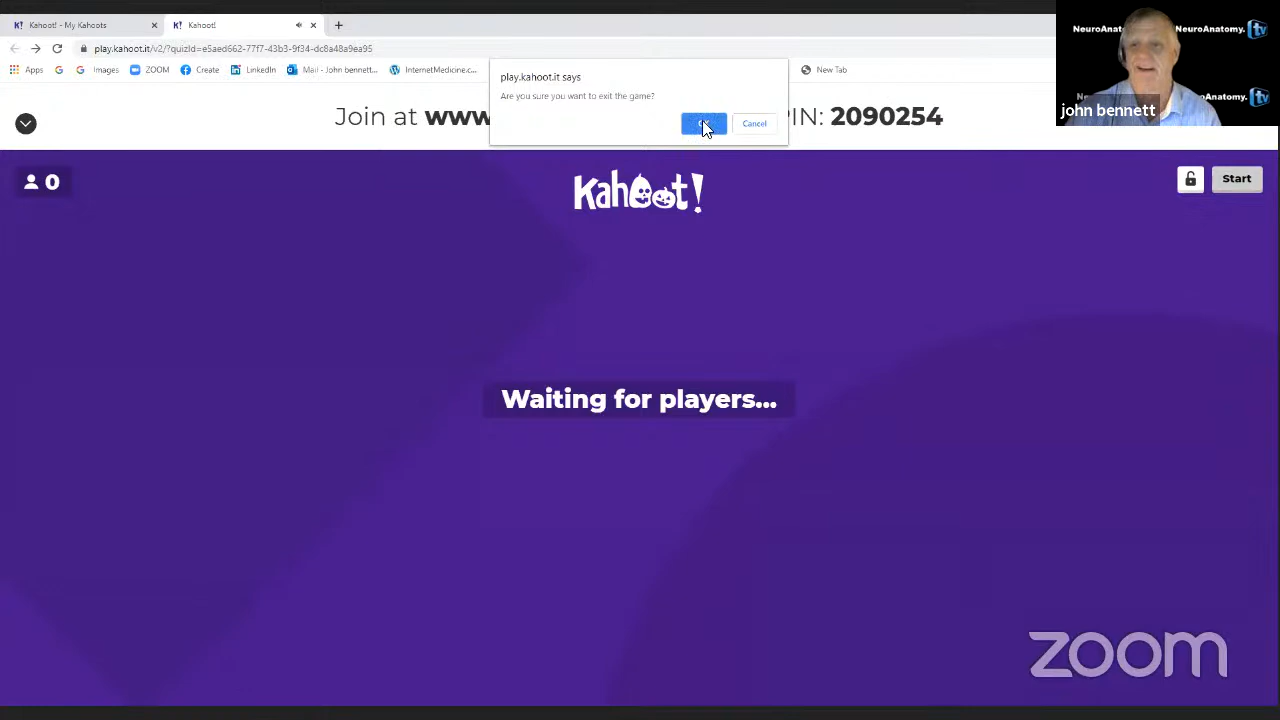 Kahoot! - My Kahoots
Kahoot!
play.kahoot.it/v2/?quizId=e5aed662-77f7-43b3-9f34-dc8a48a9ea95
Apps
Images
ZOOM
Create
LinkedIn
Mail - John bennett...
InternetMedicine.c...
New Tab
play.kahoot.it says
Are you sure you want to exit the game?
Cancel
NeuroAnatomy.tv
john bennett
Join at www. PIN: 2090254
0
Kahoot!
Start
Waiting for players...
zoom